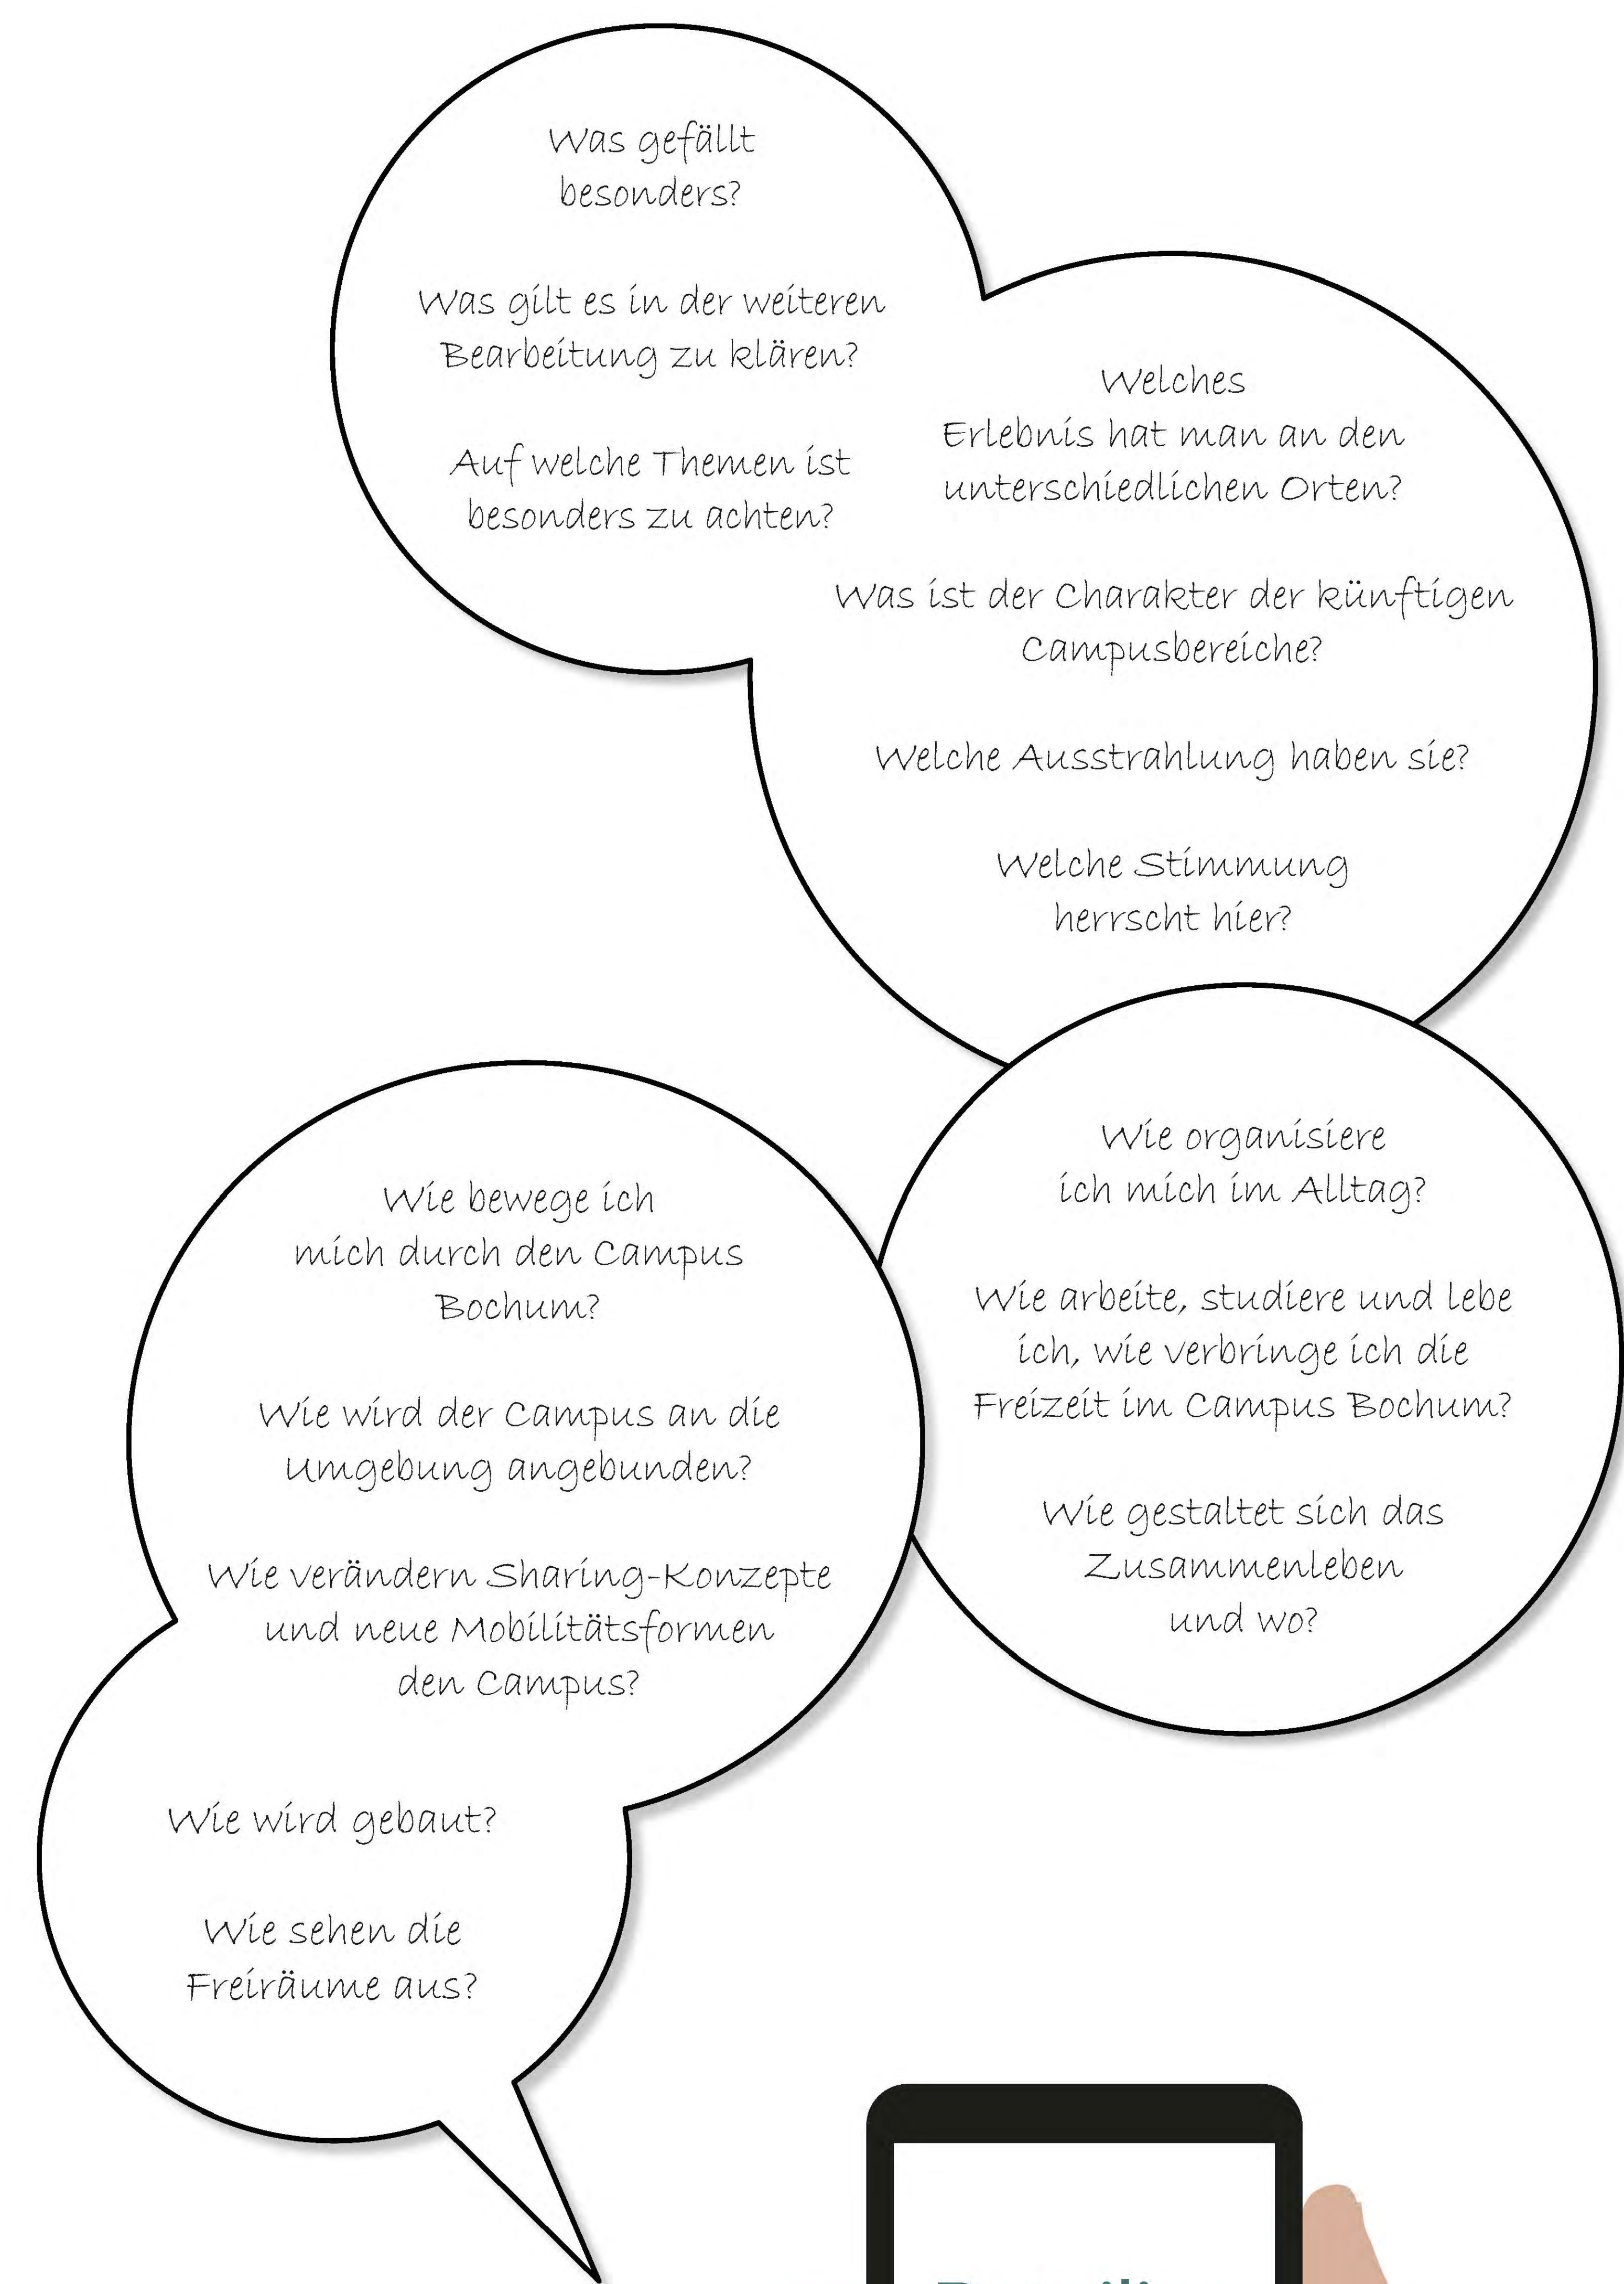 Was gefällt
besonders?
Was gilt es in der weiteren
Bearbeitung zu klären?
Auf welche Themen ist
besonders zu achten?
Welches
Erlebnis hat man an den
unterschiedlichen Orten?
Was ist der Charakter der künftigen
Campusbereiche?
Welche Ausstrahlung haben sie?
Welche Stimmung
herrscht hier?
Wie organisiere
ich mich im Alltag?
Wie arbeite, studiere und lebe
ich, wie verbringe ich die
Freizeit im Campus Bochum?
Wie gestaltet sich das
Zusammenleben
und wo?
Wie bewege ich
mich durch den Campus
Bochum?
Wie wird der Campus an die
Umgebung angebunden?
Wie verändern Sharing-Konzepte
und neue Mobilitätsformen
den Campus?
Wie wird gebaut?
Wie sehen die
Freiräume aus?